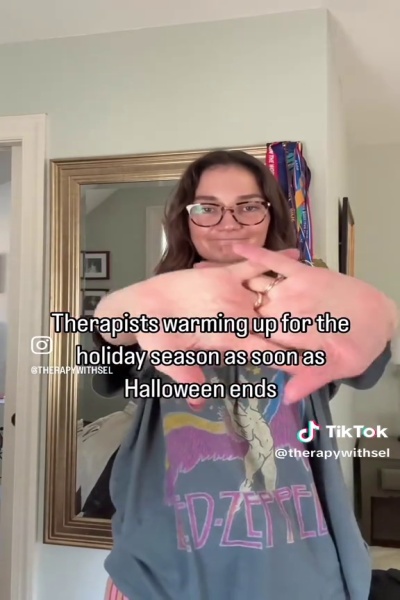 Therapists warming up for the
holiday season as soon as
@THERAPYWITHSEL
Halloween ends
TikTok
@therapywithsel
LED-ZEPPELIN